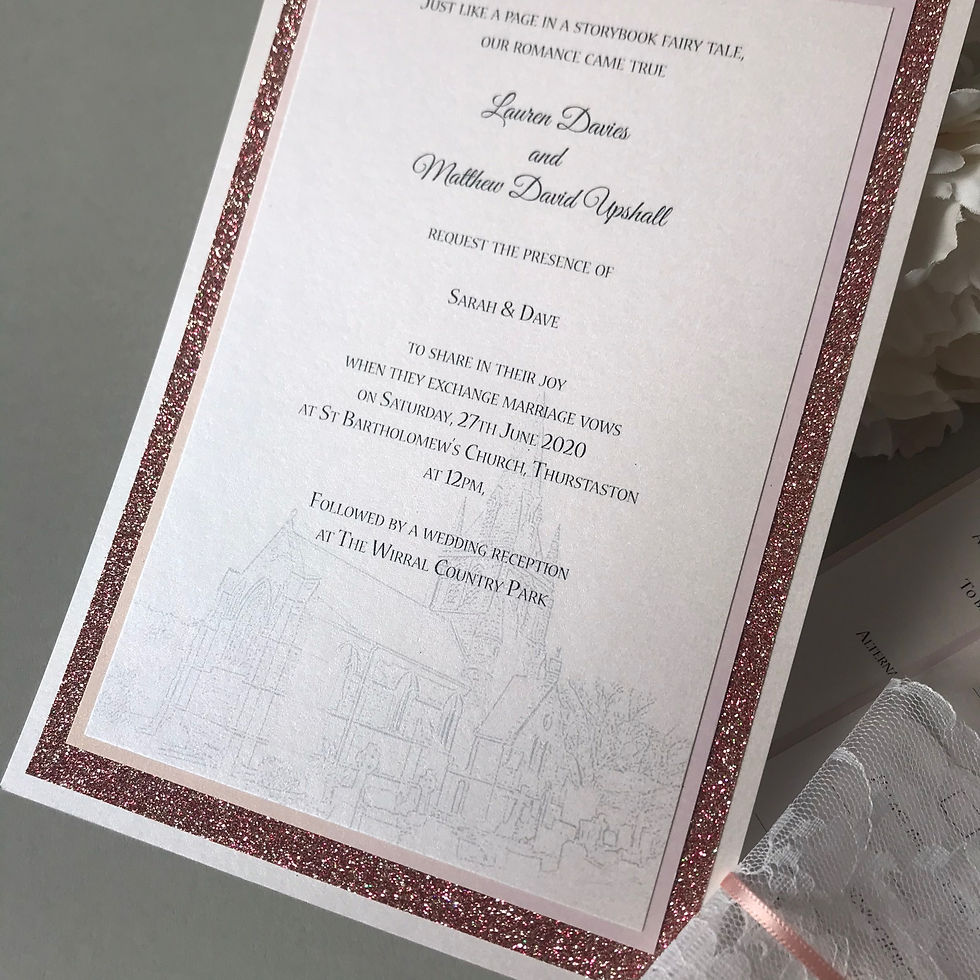 Just like a page in a storybook fairy tale,
our romance came true
Lauren Davies
and
Matthew David Upshall
request the presence of
Sarah & Dave
to share in their joy
when they exchange marriage vows
on Saturday, 27th June 2020
at St Bartholomew's Church, Thurstaston
at 12pm,
Followed by a wedding reception
at The Wirral Country Park